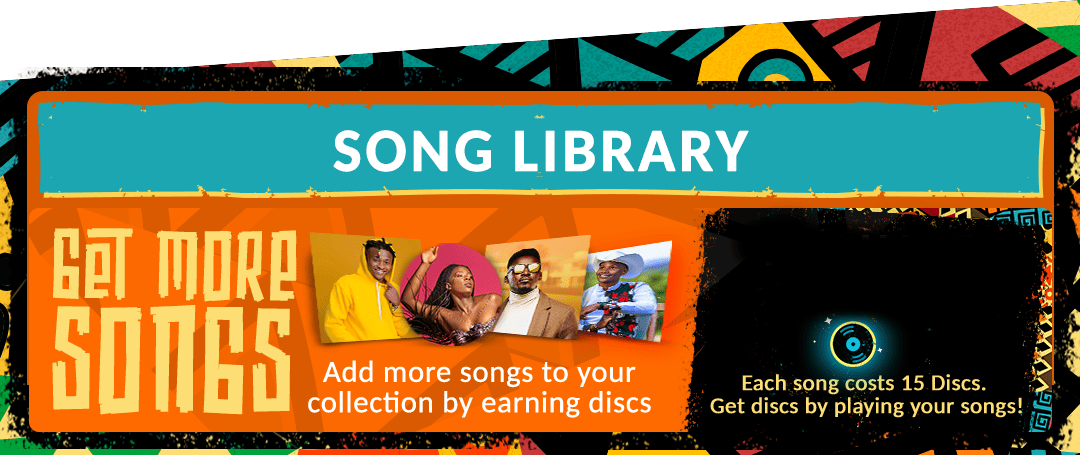 SONG LIBRARY
GET MORE
SONGS
Add more songs to your
collection by earning discs
Each song costs 15 Discs.
Get discs by playing your songs!